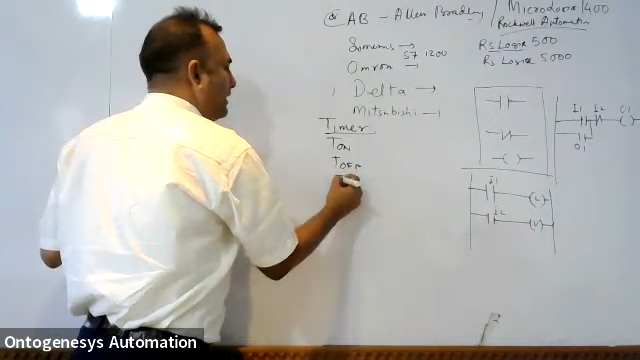 AB - Allen Bradley / Micrologix 1400
Rockwell Automation
Siemens → S7 1200
Omron →
Delta →
Mitsubishi →
RS Logix 500
RS Logix 5000
Timer
TON
TOFF
I1 I2 O1
O1
I1 L
I2 U
Ontogenesys Automation